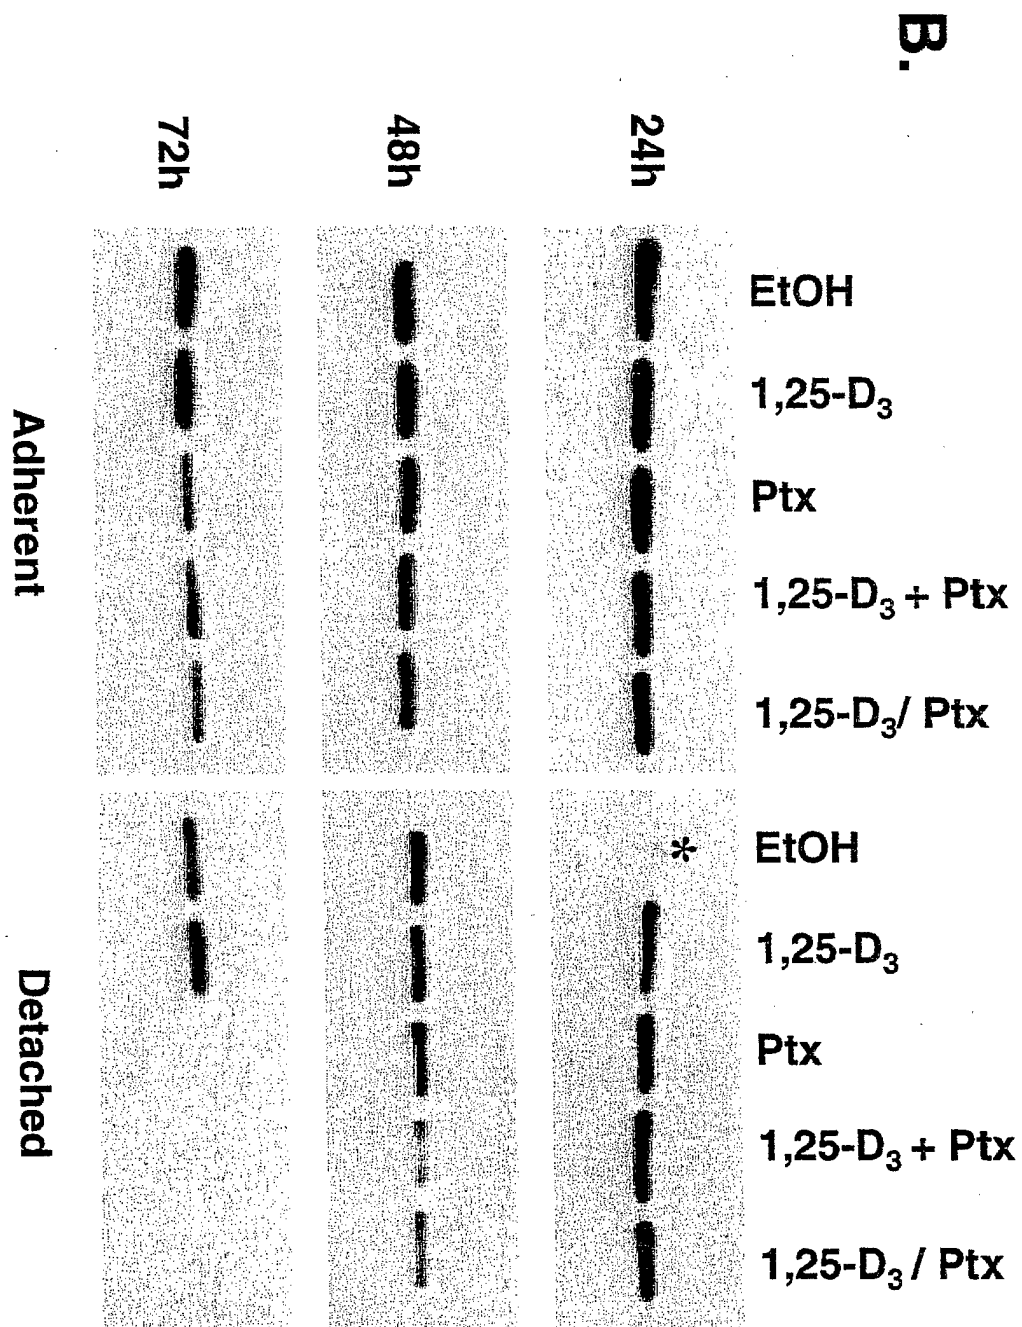 B.
EtOH
1,25-D3
Ptx
1,25-D3 + Ptx
1,25-D3/ Ptx
EtOH
1,25-D3
Ptx
1,25-D3 + Ptx
1,25-D3 / Ptx
24h
*
48h
72h
Adherent
Detached